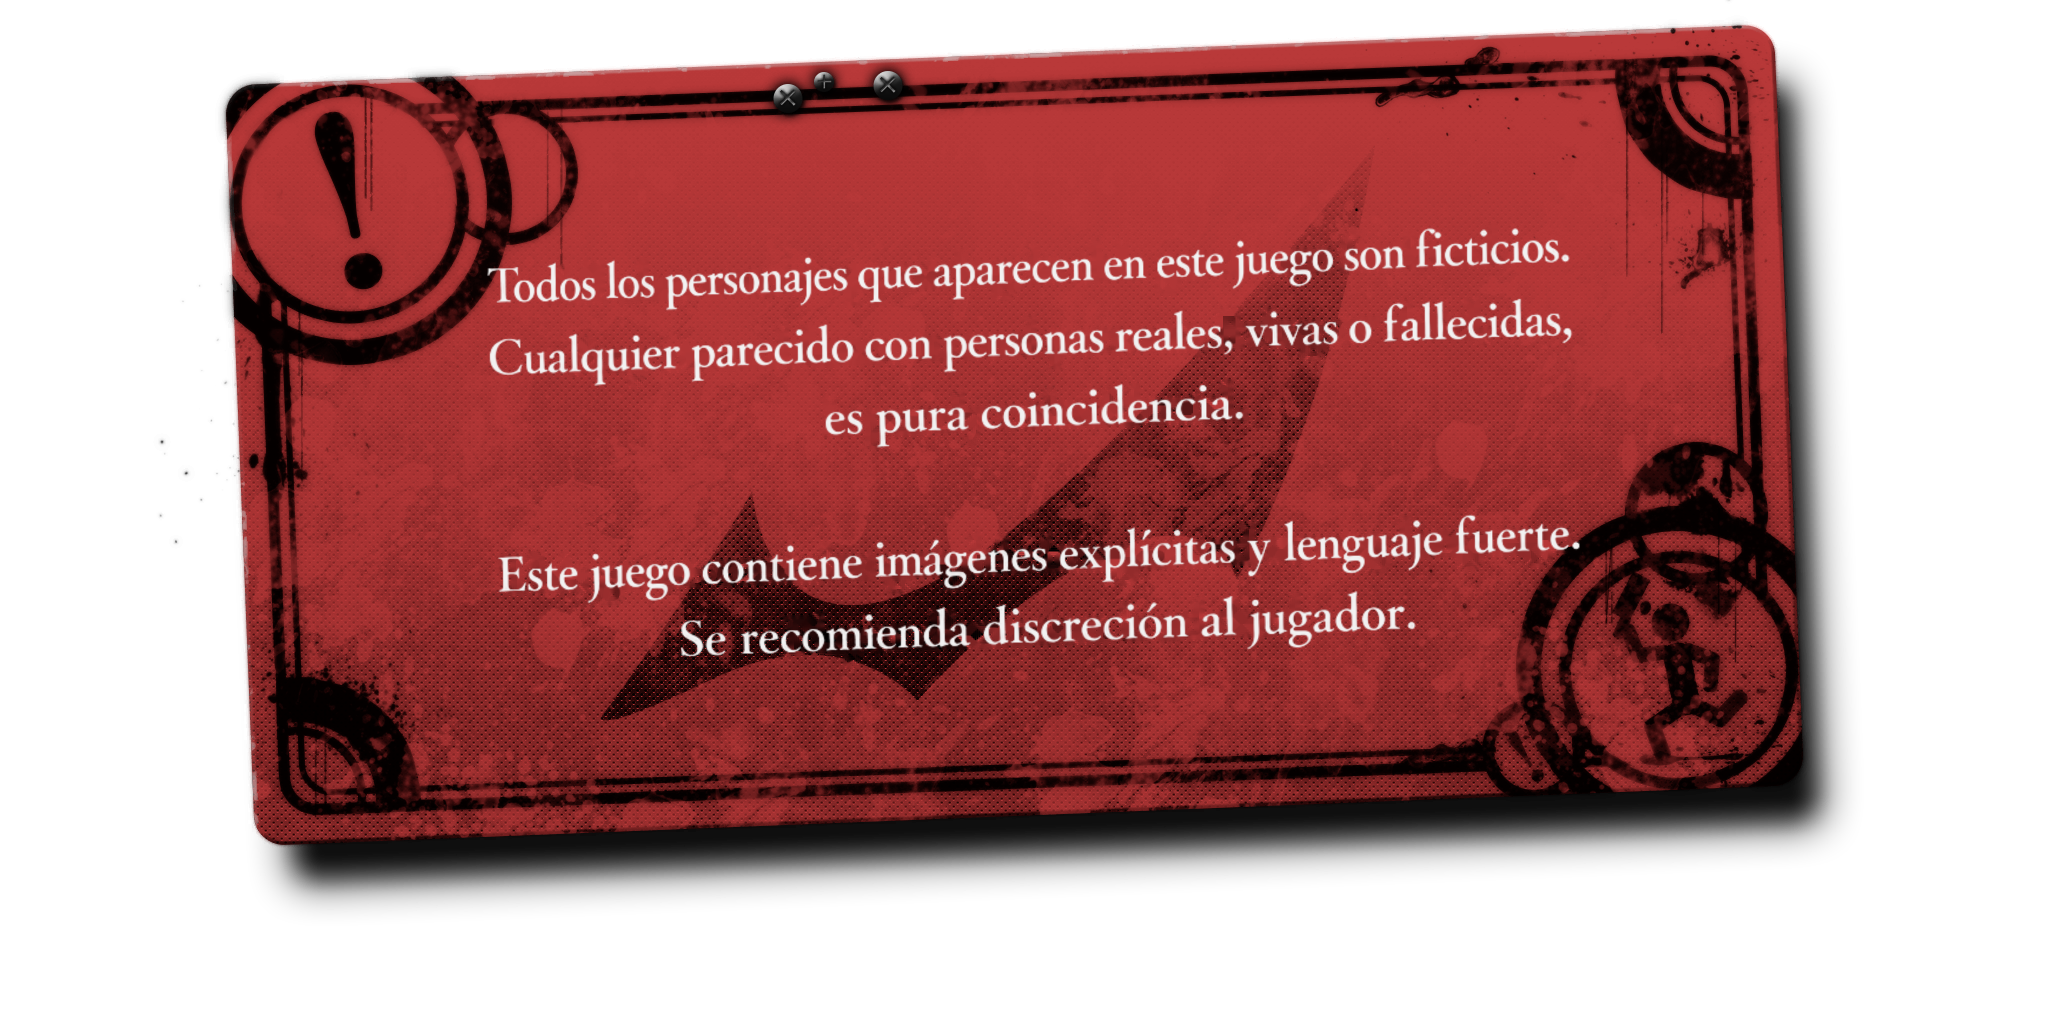 Todos los personajes que aparecen en este juego son ficticios.
Cualquier parecido con personas reales, vivas o fallecidas,
es pura coincidencia.
Este juego contiene imágenes explícitas y lenguaje fuerte.
Se recomienda discreción al jugador.